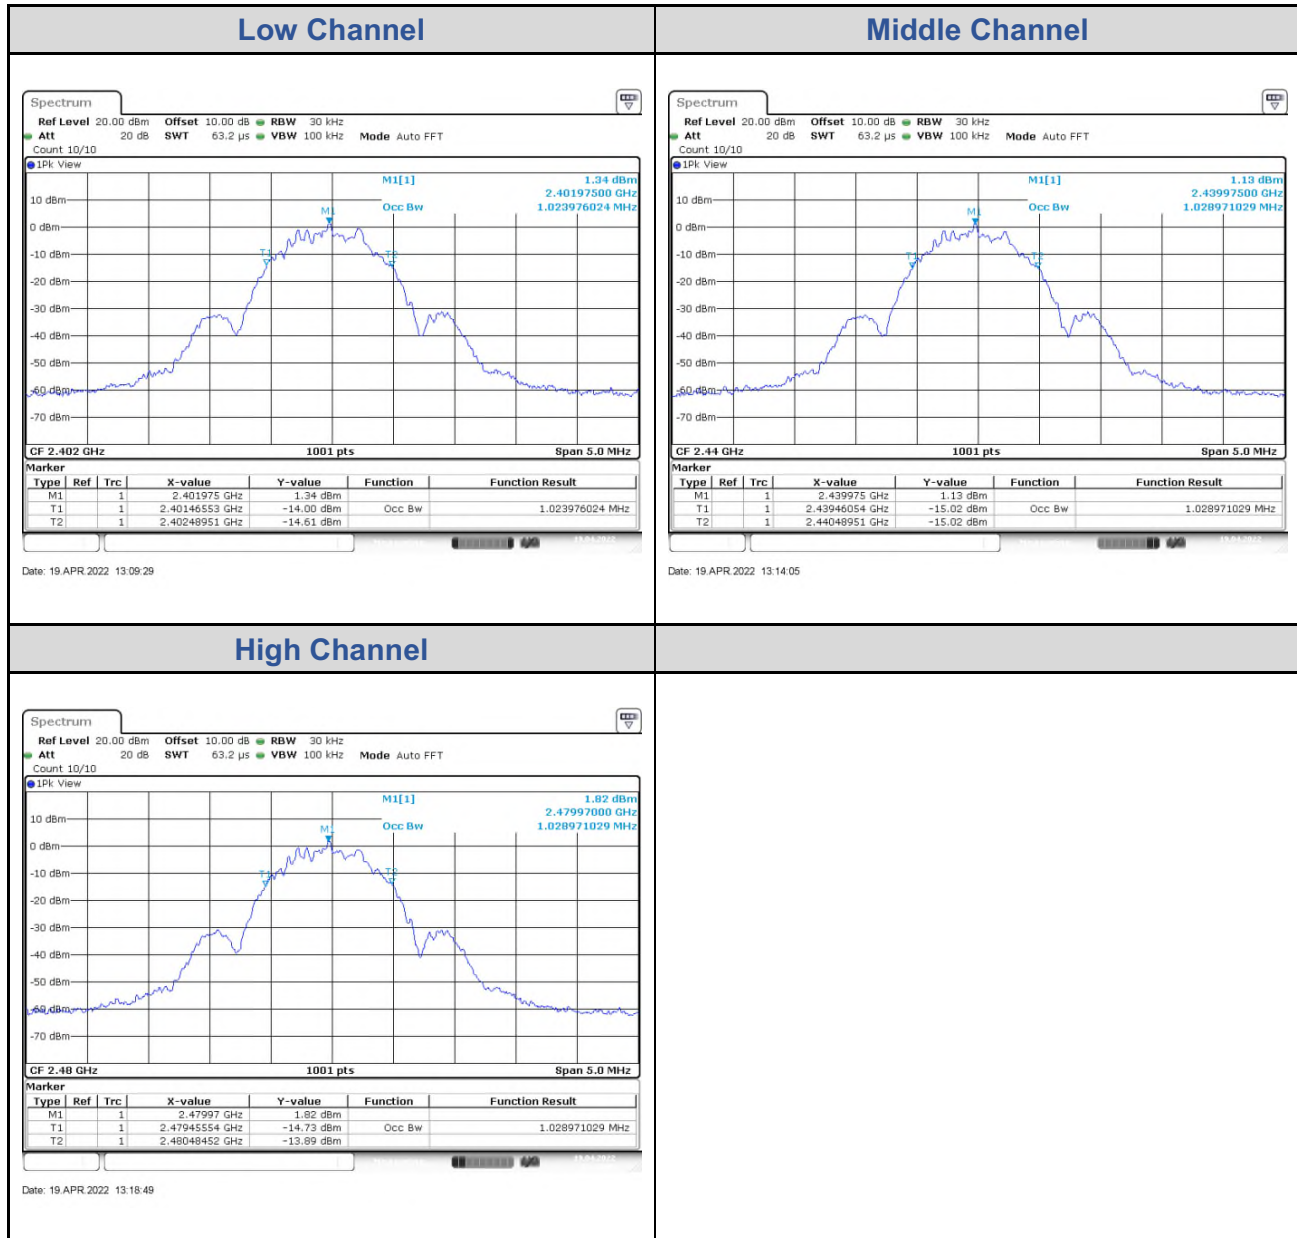 Low Channel
Spectrum
Ref Level 20.00 dBm Offset 10.00 dB RBW 30 kHz
Att 20 dB SWT 63.2 µs VBW 100 kHz Mode Auto FFT
Count 10/10
1Pk View
M1[1] 1.34 dBm
2.40197500 GHz
Occ Bw 1.023976024 MHz
10 dBm
M1
0 dBm
T1 T2
-10 dBm
-20 dBm
-30 dBm
-40 dBm
-50 dBm
-60 dBm
-70 dBm
CF 2.402 GHz 1001 pts Span 5.0 MHz
Marker
Type Ref Trc X-value Y-value Function Function Result
M1 1 2.401975 GHz 1.34 dBm
T1 1 2.40146553 GHz -14.00 dBm Occ Bw 1.023976024 MHz
T2 1 2.40248951 GHz -14.61 dBm
Date: 19.APR.2022 13:09:29
Middle Channel
Spectrum
Ref Level 20.00 dBm Offset 10.00 dB RBW 30 kHz
Att 20 dB SWT 63.2 µs VBW 100 kHz Mode Auto FFT
Count 10/10
1Pk View
M1[1] 1.13 dBm
2.43997500 GHz
Occ Bw 1.028971029 MHz
10 dBm
M1
0 dBm
T1 T2
-10 dBm
-20 dBm
-30 dBm
-40 dBm
-50 dBm
-60 dBm
-70 dBm
CF 2.44 GHz 1001 pts Span 5.0 MHz
Marker
Type Ref Trc X-value Y-value Function Function Result
M1 1 2.439975 GHz 1.13 dBm
T1 1 2.43946054 GHz -15.02 dBm Occ Bw 1.028971029 MHz
T2 1 2.44048951 GHz -15.02 dBm
Date: 19.APR.2022 13:14:05
High Channel
Spectrum
Ref Level 20.00 dBm Offset 10.00 dB RBW 30 kHz
Att 20 dB SWT 63.2 µs VBW 100 kHz Mode Auto FFT
Count 10/10
1Pk View
M1[1] 1.82 dBm
2.47997000 GHz
Occ Bw 1.028971029 MHz
10 dBm
M1
0 dBm
T1 T2
-10 dBm
-20 dBm
-30 dBm
-40 dBm
-50 dBm
-60 dBm
-70 dBm
CF 2.48 GHz 1001 pts Span 5.0 MHz
Marker
Type Ref Trc X-value Y-value Function Function Result
M1 1 2.47997 GHz 1.82 dBm
T1 1 2.47945554 GHz -14.73 dBm Occ Bw 1.028971029 MHz
T2 1 2.48048452 GHz -13.89 dBm
Date: 19.APR.2022 13:18:49